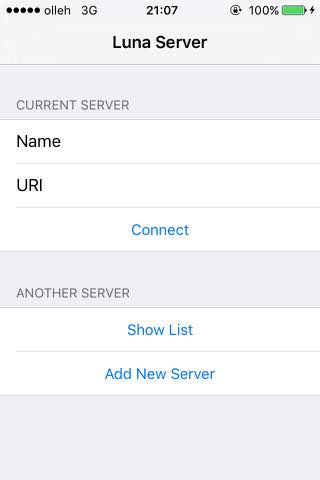 olleh 3G 21:07 100%
Luna Server
CURRENT SERVER
Name
URI
Connect
ANOTHER SERVER
Show List
Add New Server